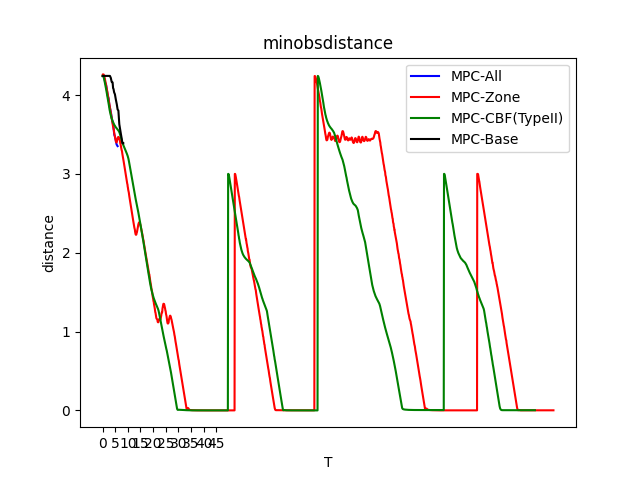 minobsdistance
MPC-All
MPC-Zone
MPC-CBF(TypeII)
MPC-Base
distance
4
3
2
1
0
0 5 10 15 20 25 30 35 40 45
T